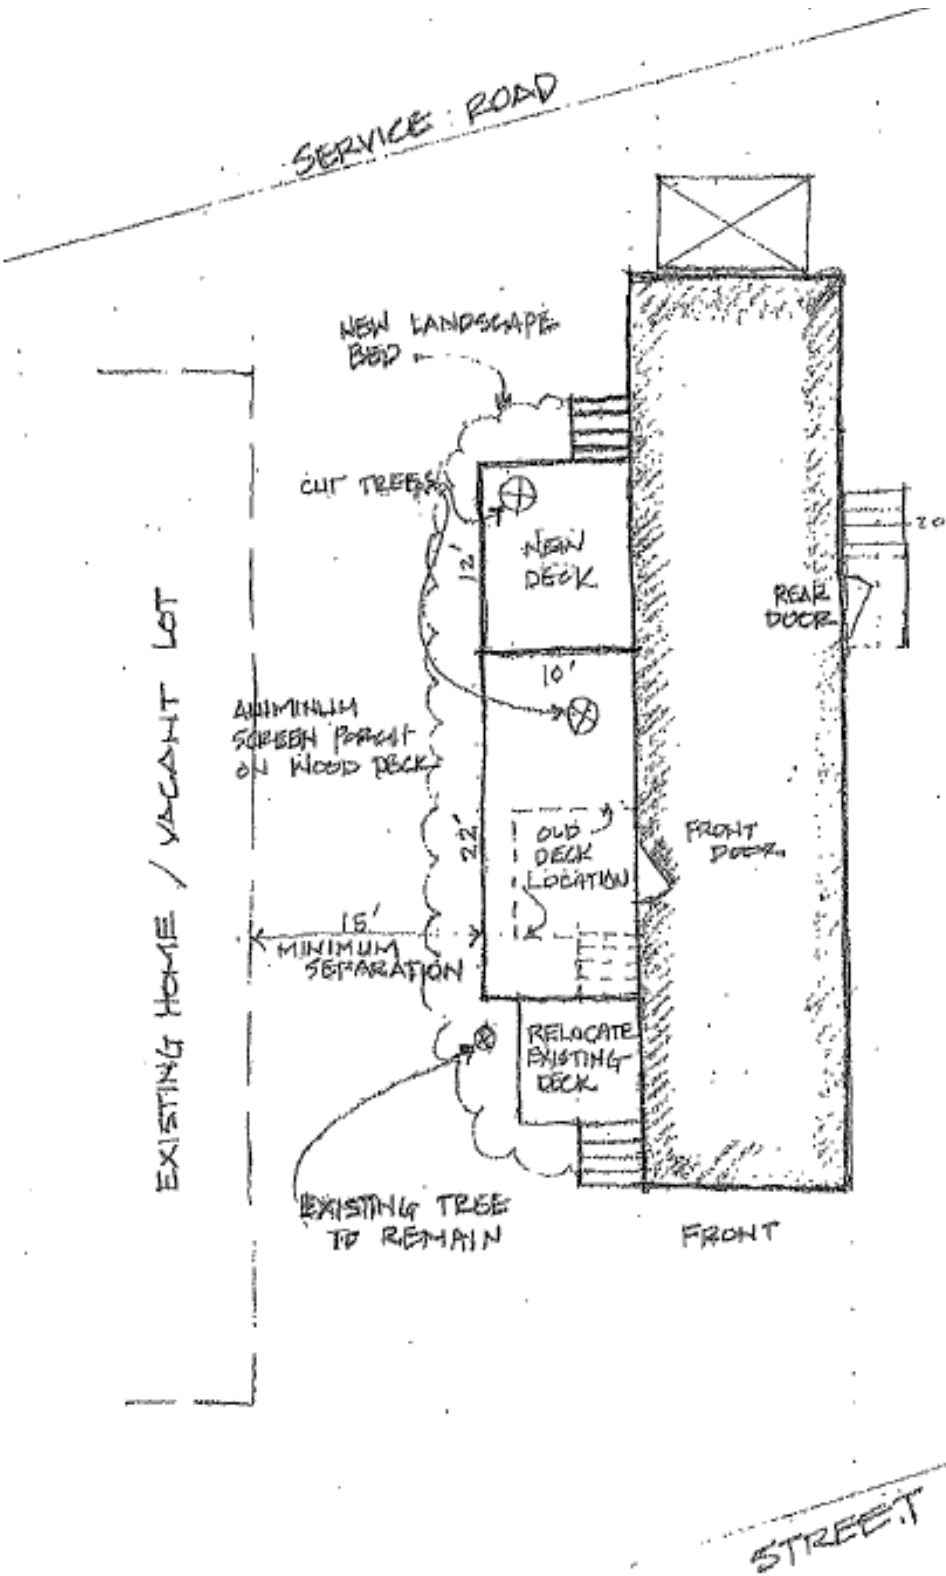 SERVICE ROAD
NEW LANDSCAPE
BED
CUT TREES
NEW
DECK
12'
20
REAR
DOOR
10'
ALUMINUM
SCREEN PORCH
ON WOOD DECK
22'
OLD
DECK
LOCATION
FRONT
DOOR
EXISTING HOME / VACANT LOT
15'
MINIMUM
SEPARATION
RELOCATE
EXISTING
DECK
EXISTING TREE
TO REMAIN
FRONT
STREET